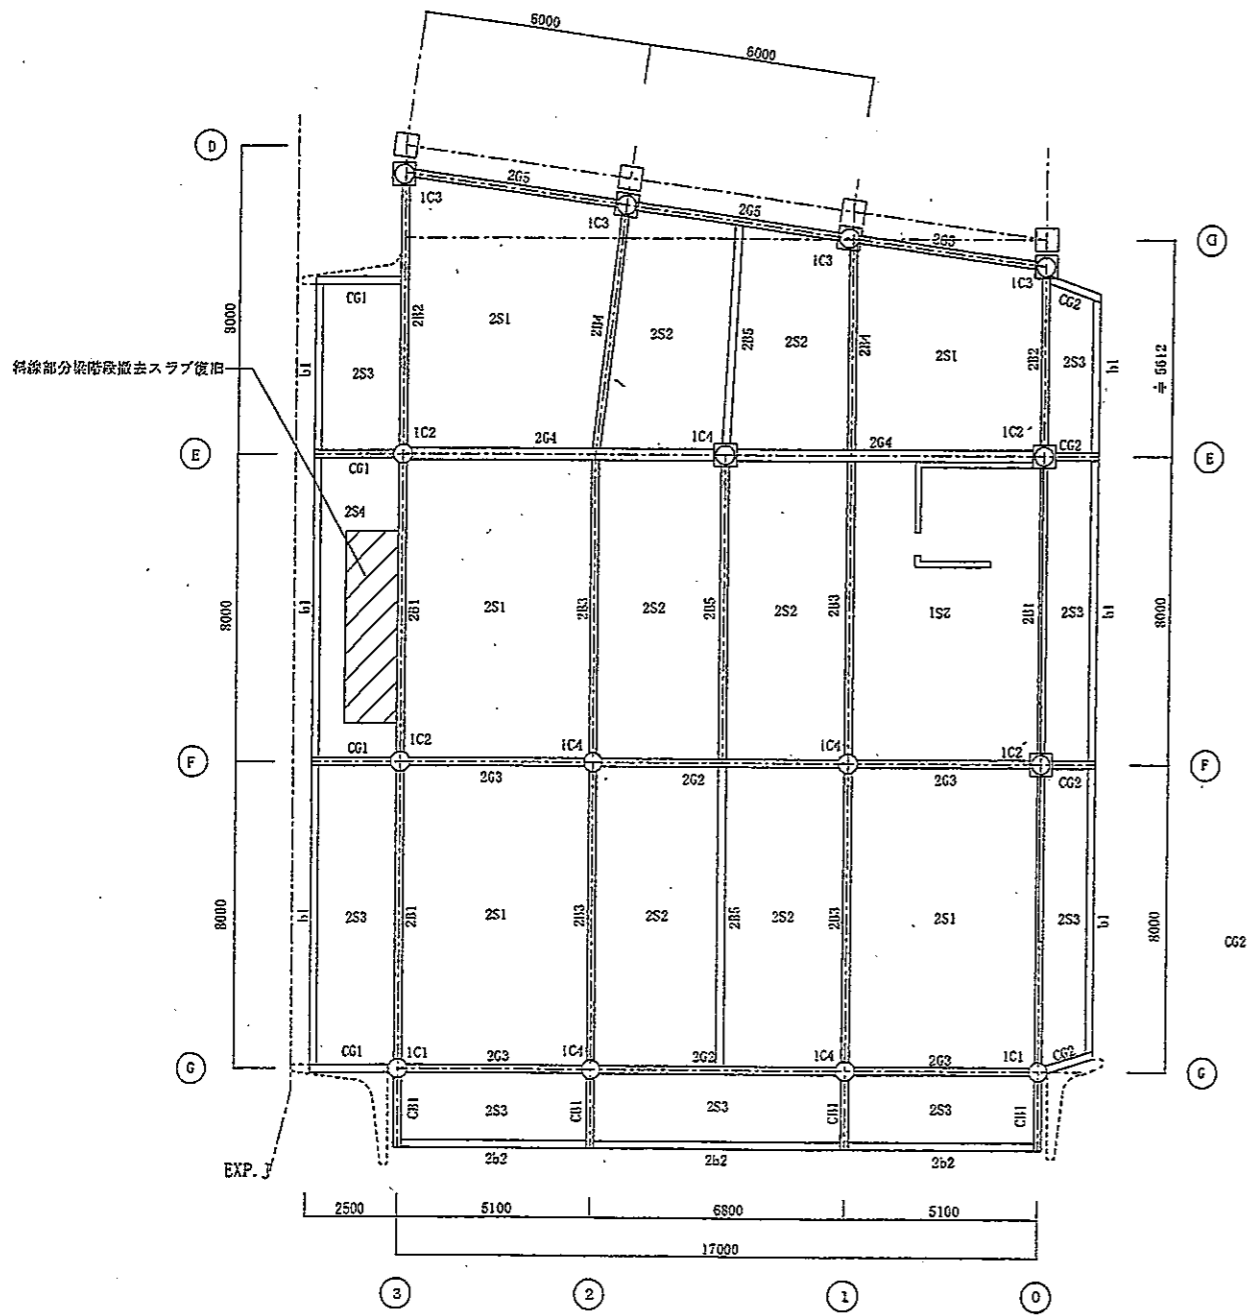 6000
6000
D
2G5
1C3
1C3
2G5
2G5
G
1C3
1C3
CG1
CG2
8000
2B2
2S1
2B4
2S2
2B5
2S2
2B4
2S1
2B2
2S3
b1
≒5612
斜線部分梁階段撤去スラブ復旧
b1
2S3
E
1C2
2G4
1C4
2G4
1C2
CG2
E
CG1
2S4
8000
b1
2B1
2S1
2B3
2S2
2B5
2S2
2B3
2S1
2B1
2S3
b1
8000
F
CG1
1C2
1C4
1C4
1C2
F
2G3
2G2
2G3
CG2
8000
b1
2S3
2B1
2S1
2B3
2S2
2B5
2S2
2B3
2S1
2S3
b1
8000
CG2
G
CG1
1C1
2G3
1C4
2G2
1C4
2G3
1C1
CG2
G
CB1
2S3
CB1
2S3
CB1
2S3
CB1
EXP.J
2b2
2b2
2b2
2500
5100
6800
5100
17000
3
2
1
0